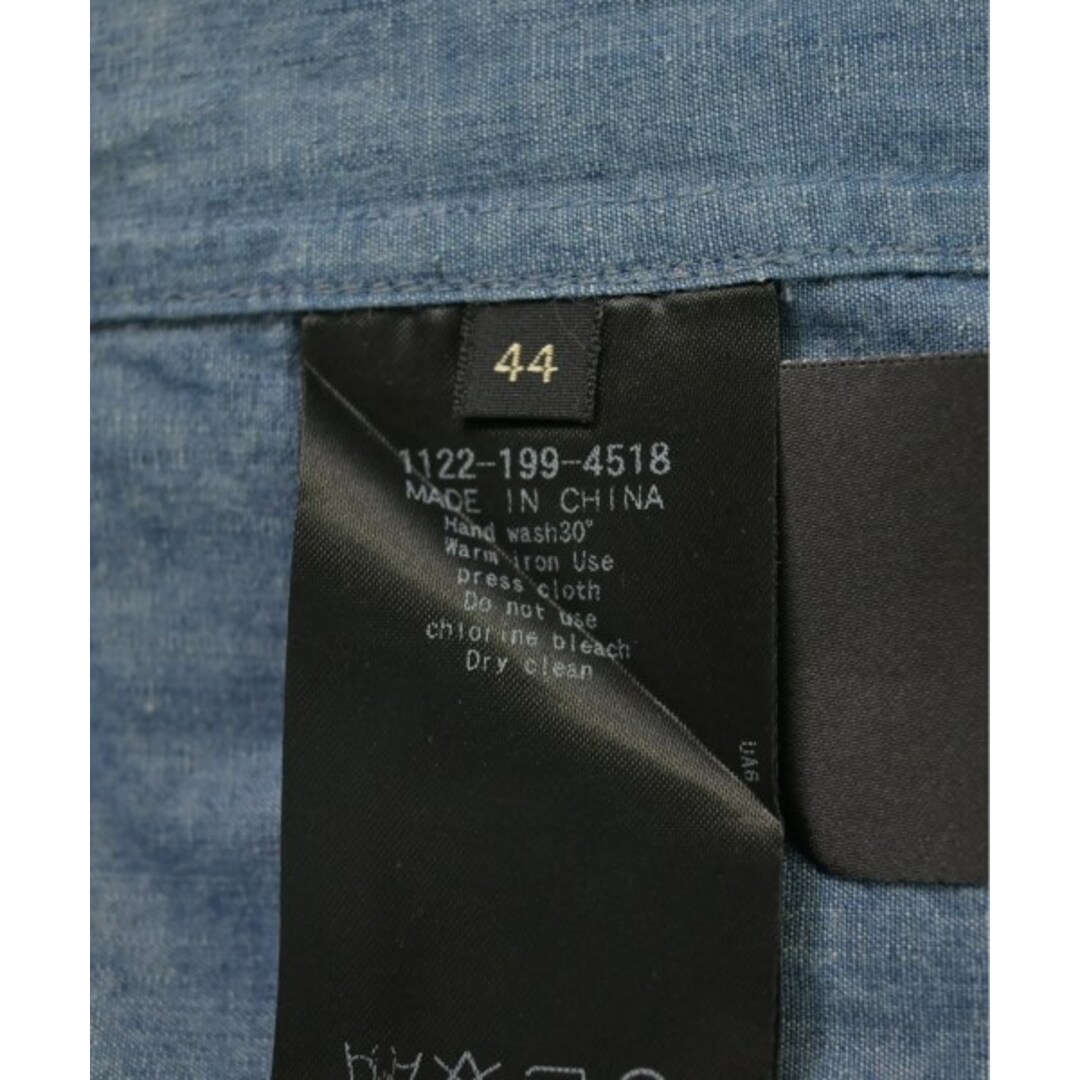 44
1122-199-4518
MADE IN CHINA
Hand wash30°
Warm iron Use
press cloth
Do not use
chlorine bleach
Dry clean
UA6